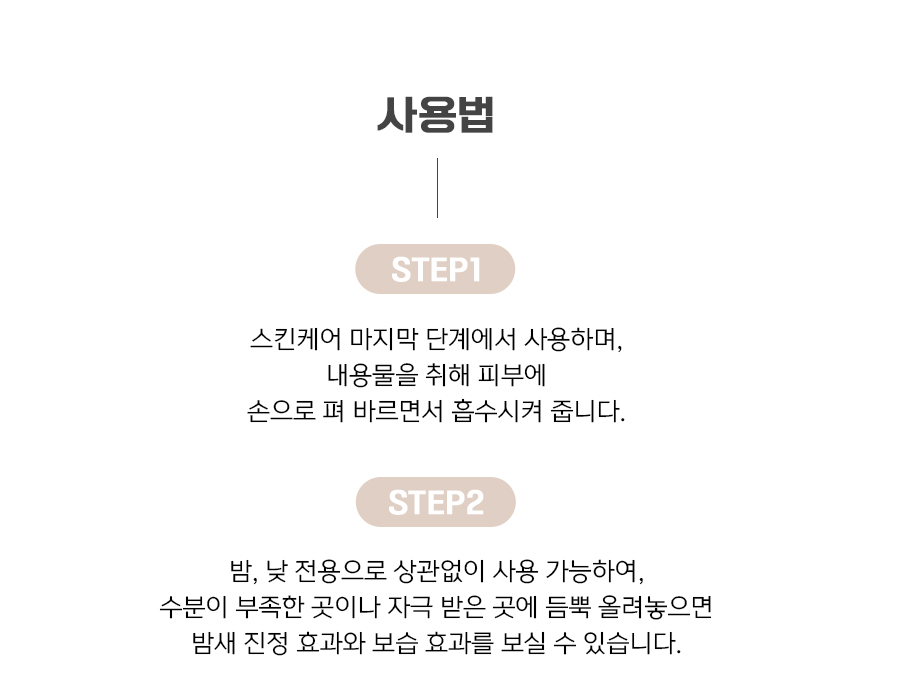 사용법
STEP1
스킨케어 마지막 단계에서 사용하며,
내용물을 취해 피부에
손으로 펴 바르면서 흡수시켜 줍니다.
STEP2
밤, 낮 전용으로 상관없이 사용 가능하여,
수분이 부족한 곳이나 자극 받은 곳에 듬뿍 올려놓으면
밤새 진정 효과와 보습 효과를 보실 수 있습니다.